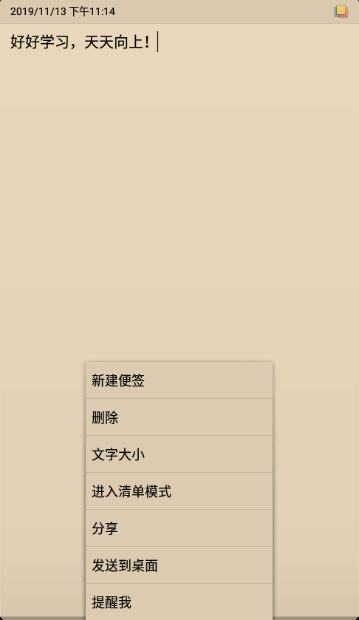 2019/11/13 下午11:14
好好学习，天天向上！
新建便签
删除
文字大小
进入清单模式
分享
发送到桌面
提醒我